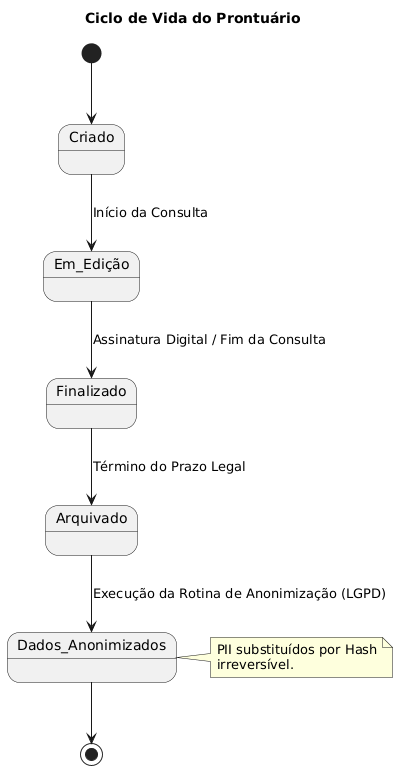 Ciclo de Vida do Prontuário
Criado
Início da Consulta
Em_Edição
Assinatura Digital / Fim da Consulta
Finalizado
Término do Prazo Legal
Arquivado
Execução da Rotina de Anonimização (LGPD)
Dados_Anonimizados
PII substituídos por Hash
irreversível.